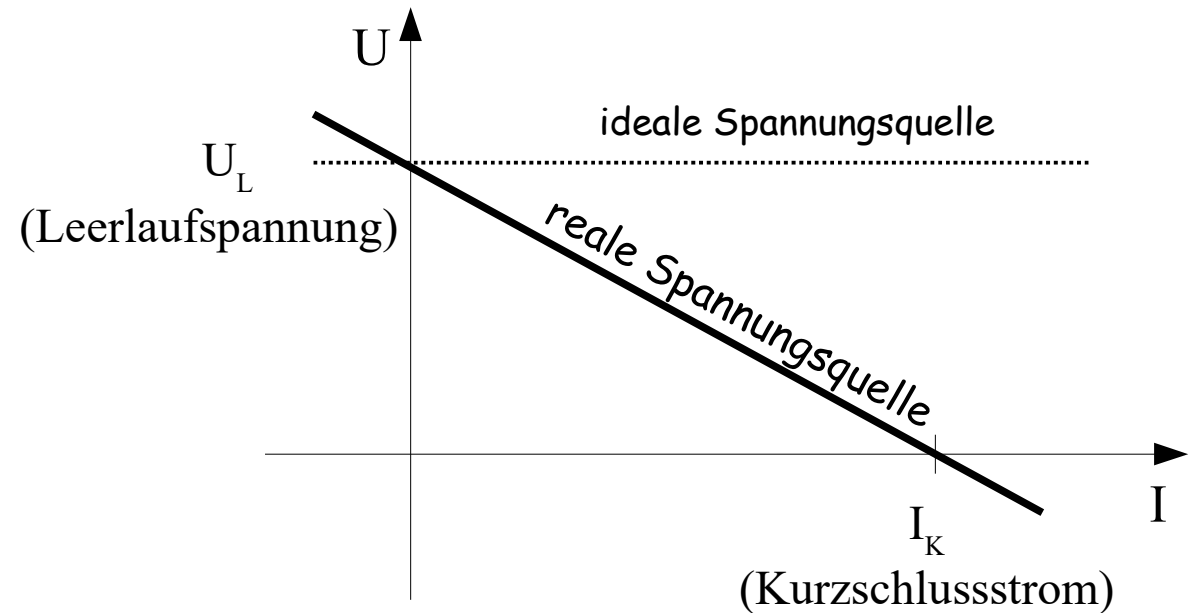 U
ideale Spannungsquelle
U_L
(Leerlaufspannung)
reale Spannungsquelle
I
I_K
(Kurzschlussstrom)